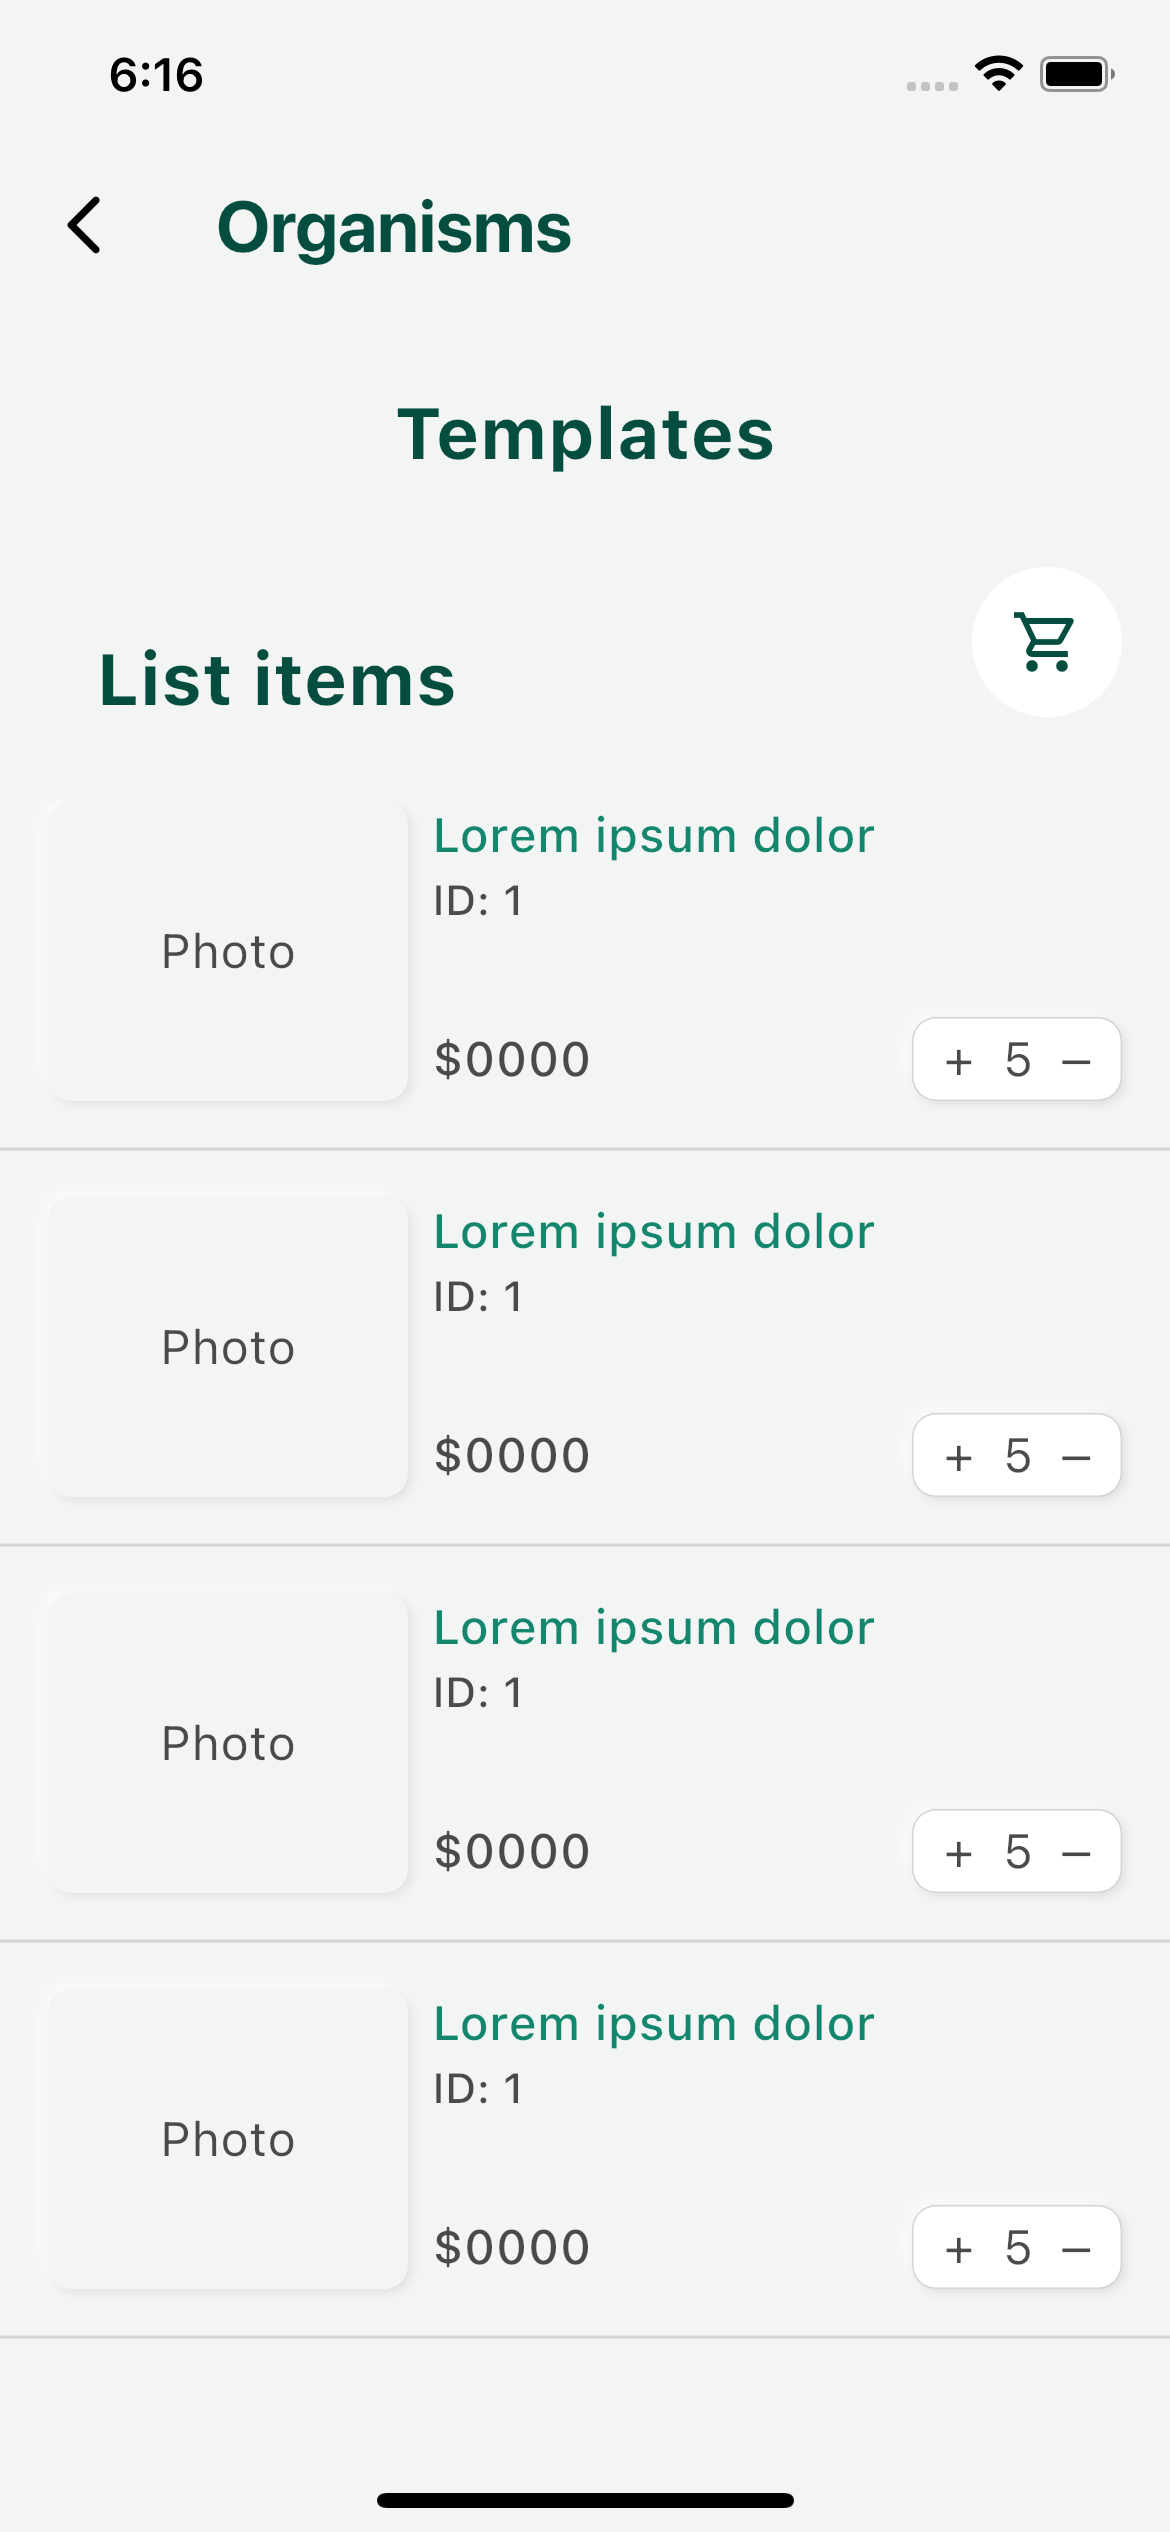 6:16
Organisms
Templates
List items
Lorem ipsum dolor
ID: 1
Photo
$0000
+ 5 −
Lorem ipsum dolor
ID: 1
Photo
$0000
+ 5 −
Lorem ipsum dolor
ID: 1
Photo
$0000
+ 5 −
Lorem ipsum dolor
ID: 1
Photo
$0000
+ 5 −